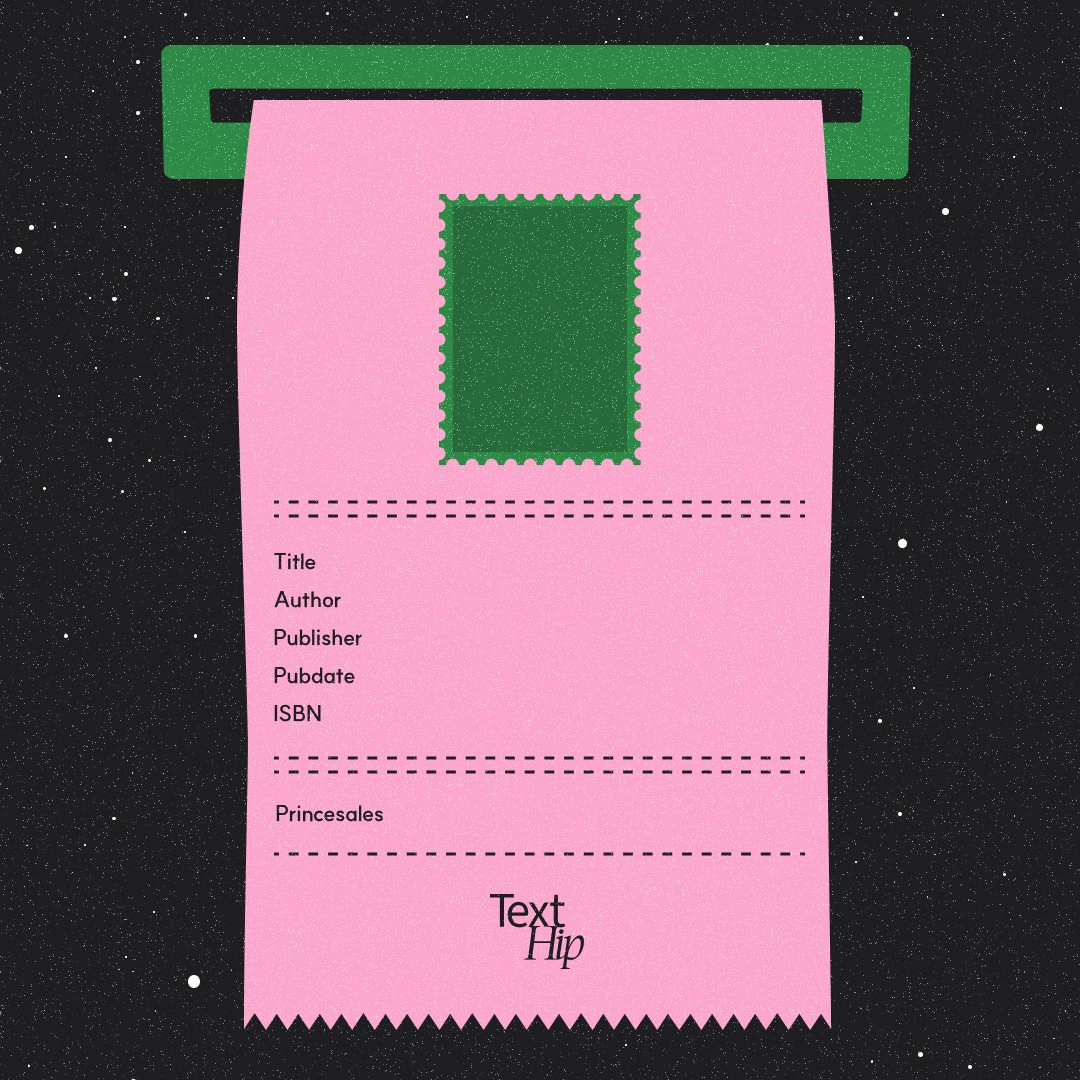 Title
Author
Publisher
Pubdate
ISBN
Princesales
Text
Hip